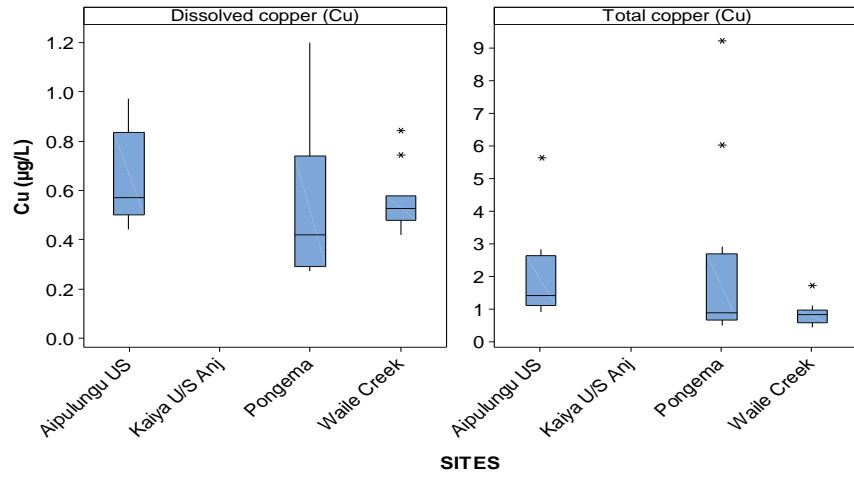 Dissolved copper (Cu)
Total copper (Cu)
Cu (µg/L)
1.2
1.0
0.8
0.6
0.4
0.2
0.0
9
8
7
6
5
4
3
2
1
0
Aipulungu US
Kaiya U/S Anj
Pongema
Waile Creek
Aipulungu US
Kaiya U/S Anj
Pongema
Waile Creek
SITES